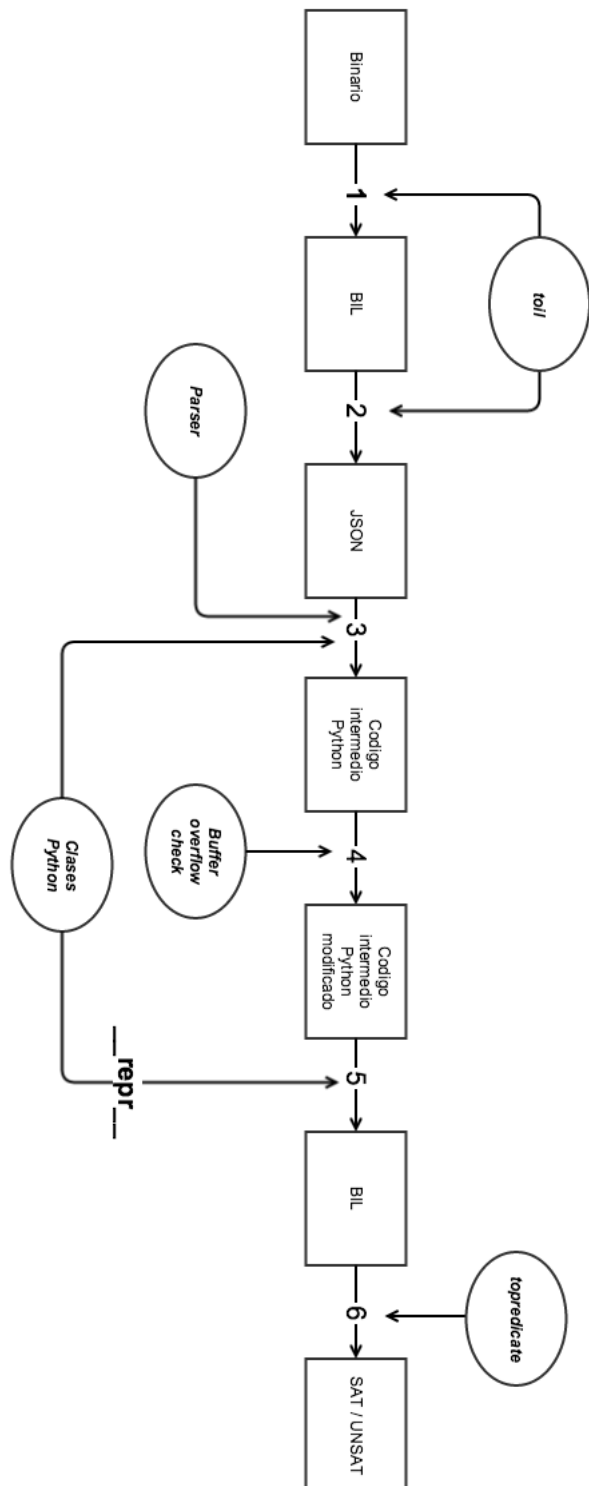 Binario
1
toil
BIL
2
Parser
JSON
3
Codigo
intermedio
Python
Clases
Python
Buffer
overflow
check
4
Codigo
intermedio
Python
modificado
__repr__
5
BIL
6
topredicate
SAT / UNSAT